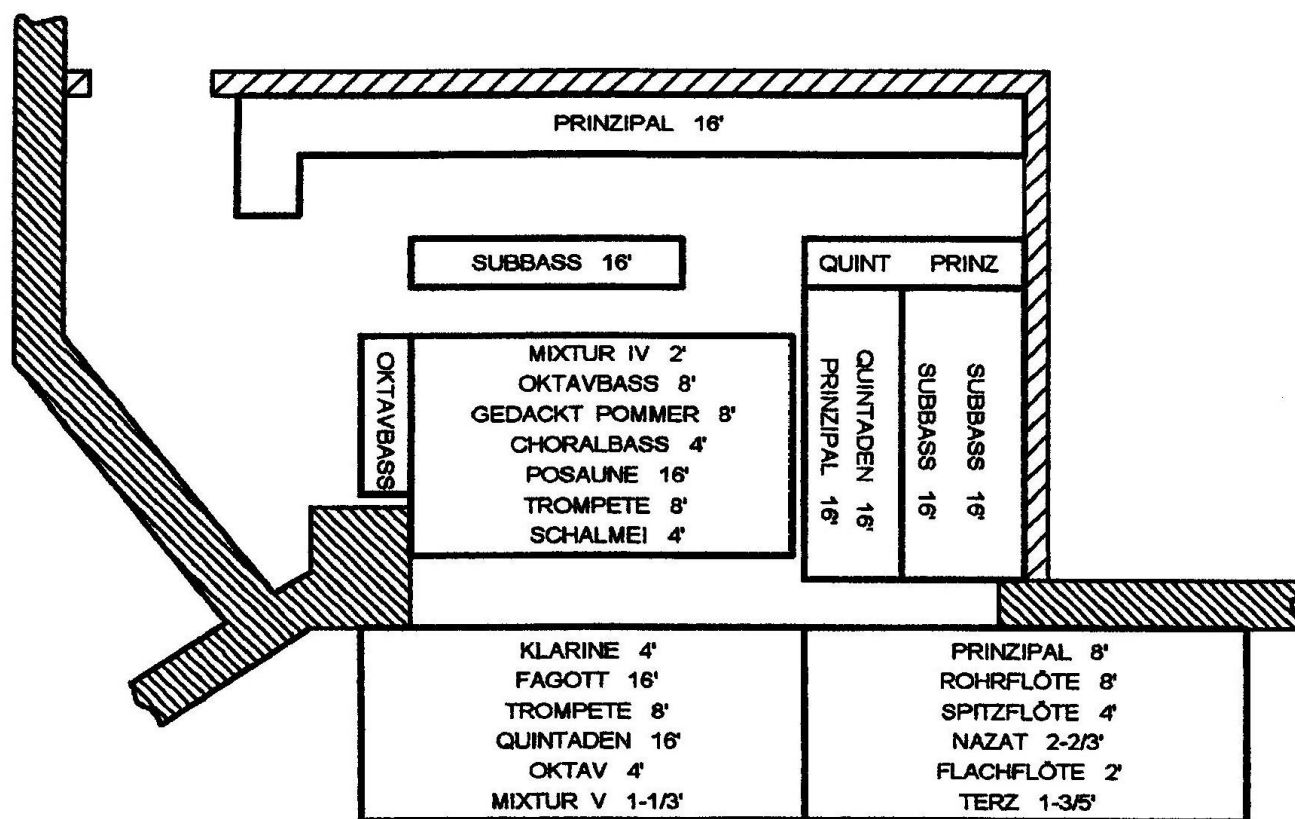 PRINZIPAL 16'
SUBBASS 16'
QUINT PRINZ
OKTAVBASS
MIXTUR IV 2'
OKTAVBASS 8'
GEDACKT POMMER 8'
CHORALBASS 4'
POSAUNE 16'
TROMPETE 8'
SCHALMEI 4'
PRINZIPAL 16'
QUINTADEN 16'
SUBBASS 16'
SUBBASS 16'
KLARINE 4'
FAGOTT 16'
TROMPETE 8'
QUINTADEN 16'
OKTAV 4'
MIXTUR V 1-1/3'
PRINZIPAL 8'
ROHRFLÖTE 8'
SPITZFLÖTE 4'
NAZAT 2-2/3'
FLACHFLÖTE 2'
TERZ 1-3/5'